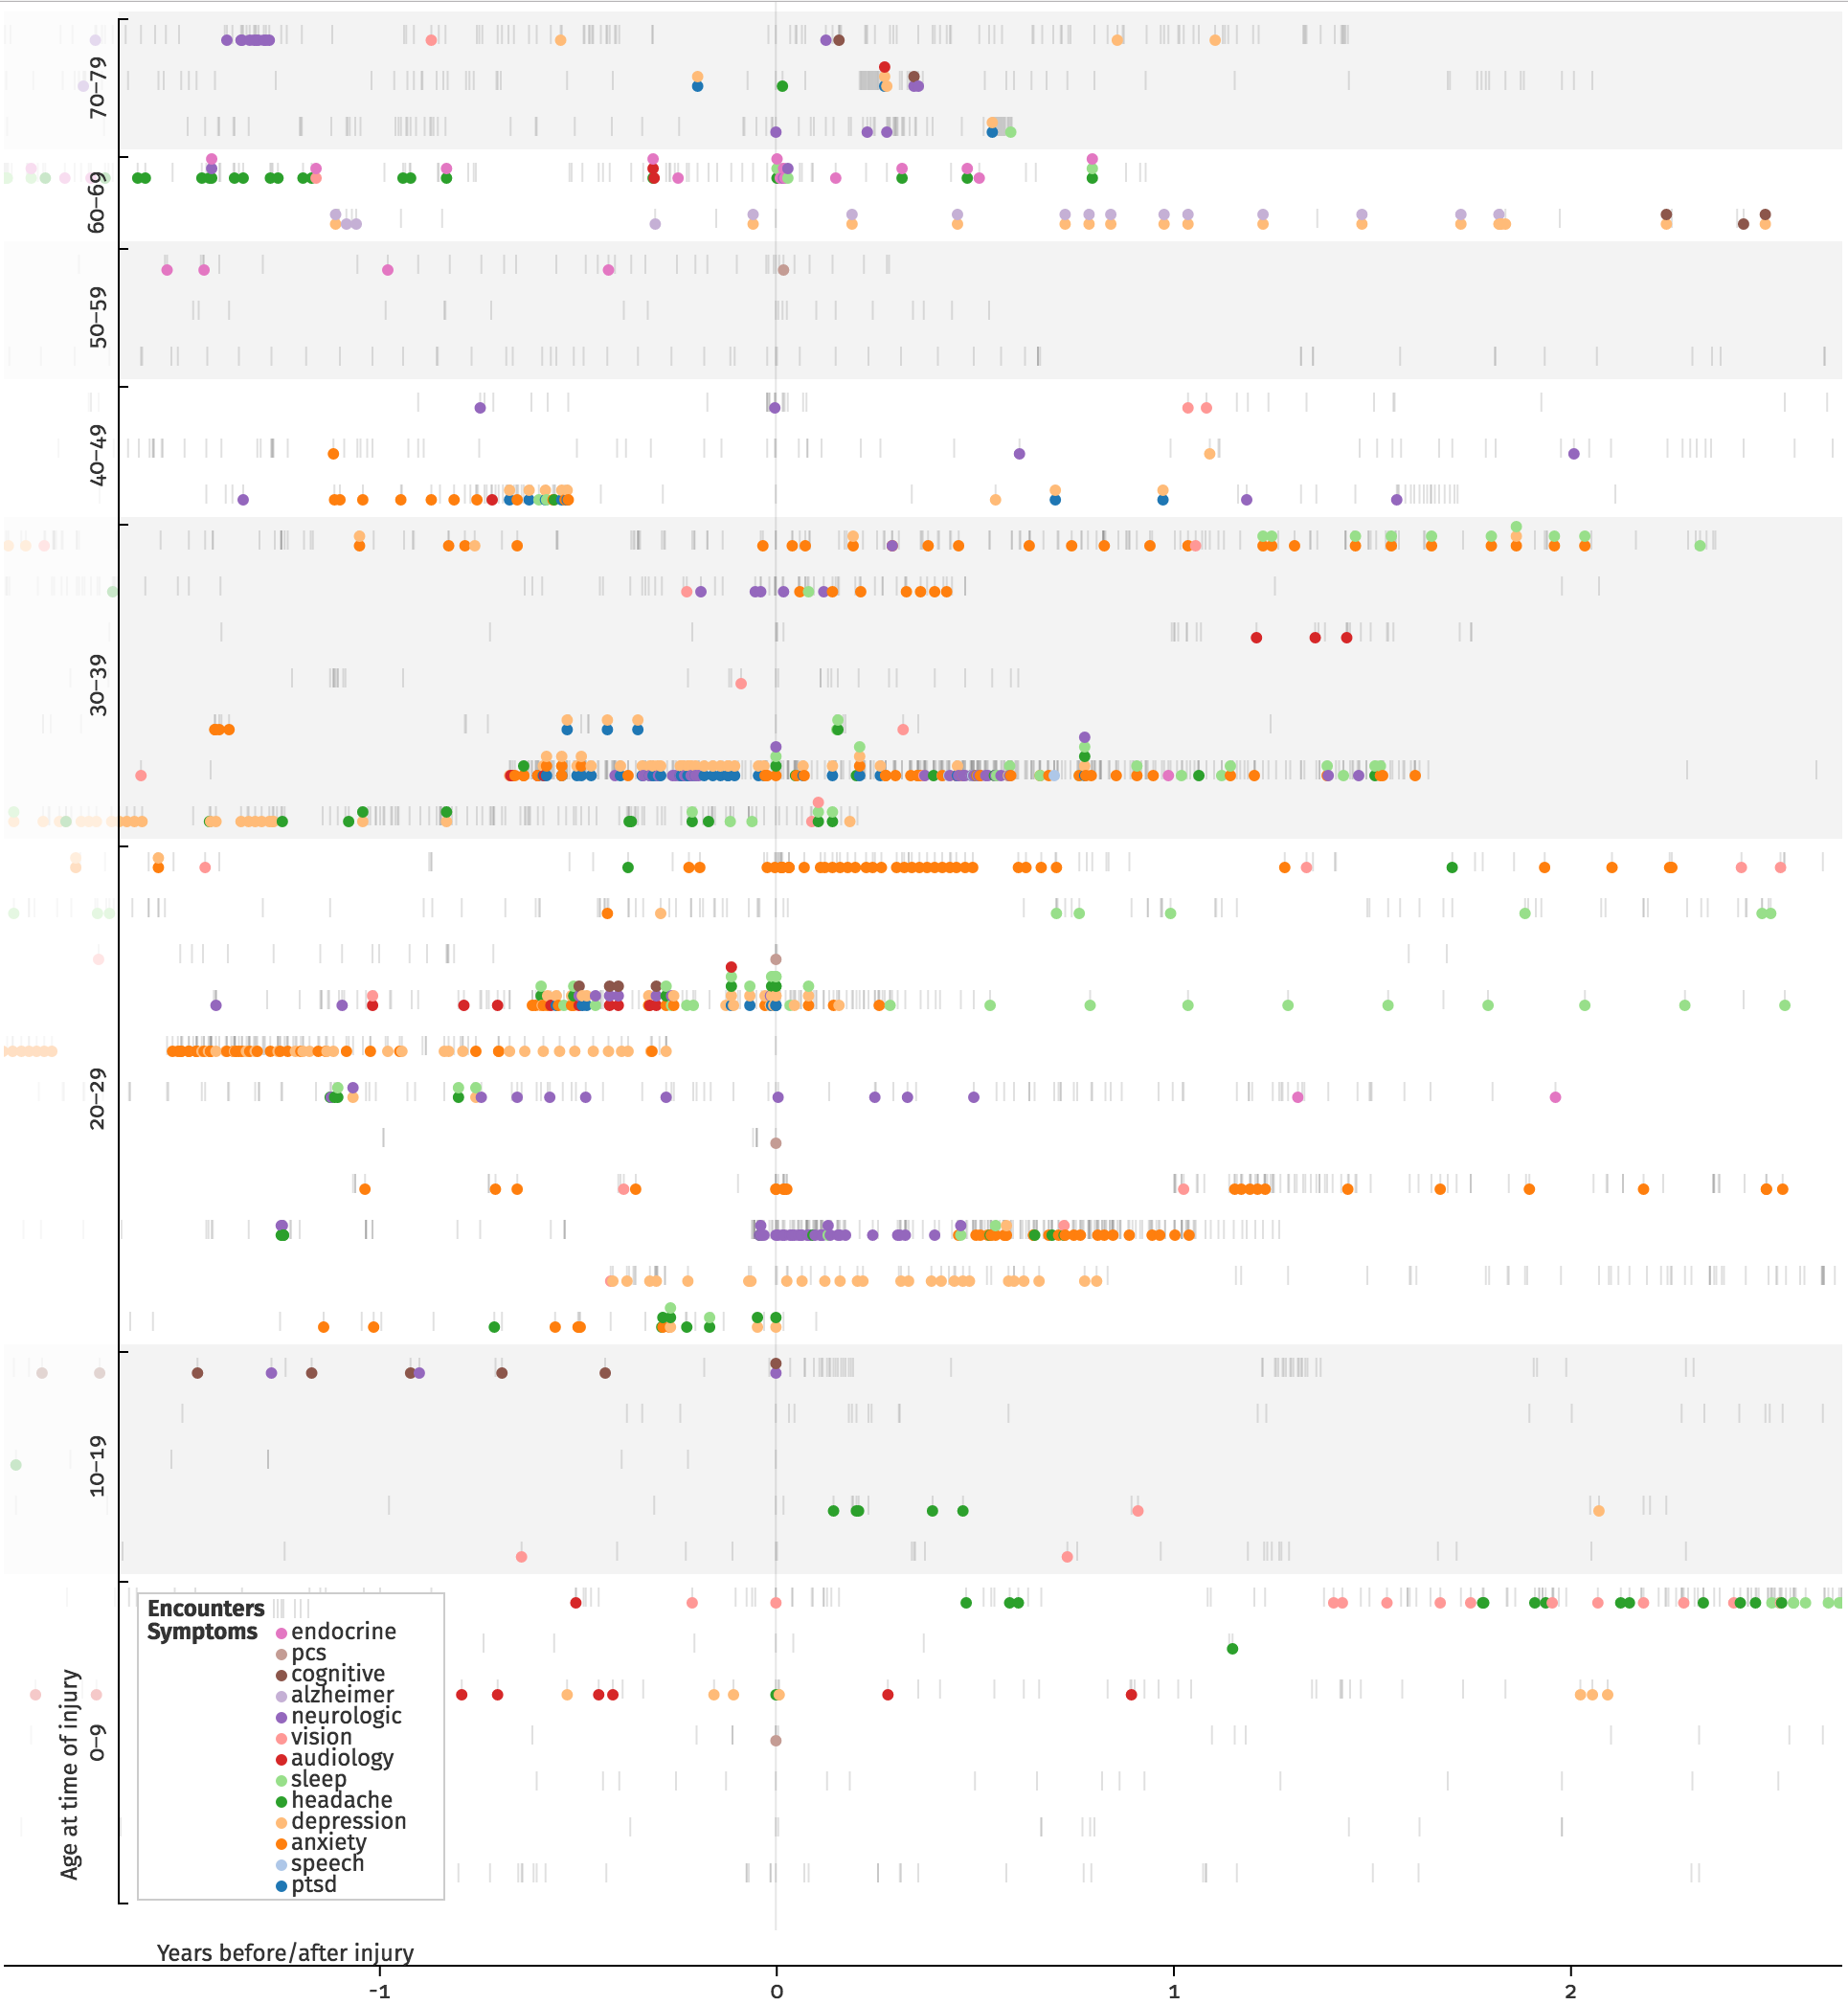 70–79
60–69
50–59
40–49
30–39
20–29
10–19
0–9
Age at time of injury
Encounters
Symptoms
endocrine
pcs
cognitive
alzheimer
neurologic
vision
audiology
sleep
headache
depression
anxiety
speech
ptsd
Years before/after injury
-1
0
1
2